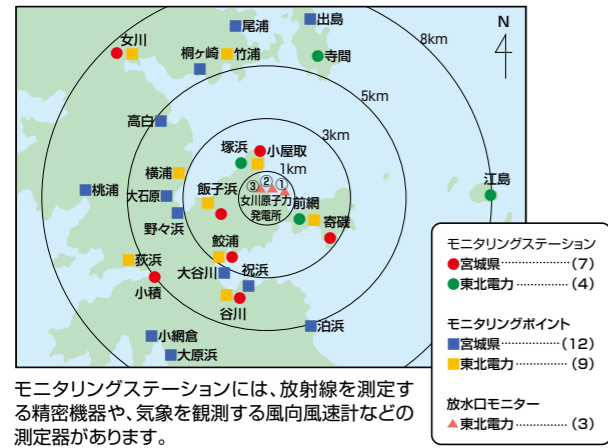 尾浦
出島
N
女川
桐ヶ崎
竹浦
寺間
8km
5km
高白
3km
塚浜
小屋取
1km
横浦
③ ② ①
江島
桃浦
大石原
飯子浜
女川原子力
発電所
前網
寄磯
野々浜
鮫浦
荻浜
大谷川
祝浜
小積
谷川
泊浜
小網倉
大原浜
モニタリングステーション
宮城県……………(7)
東北電力…………(4)
モニタリングポイント
宮城県……………(12)
東北電力…………(9)
放水口モニター
東北電力…………(3)
モニタリングステーションには、放射線を測定す
る精密機器や、気象を観測する風向風速計などの
測定器があります。